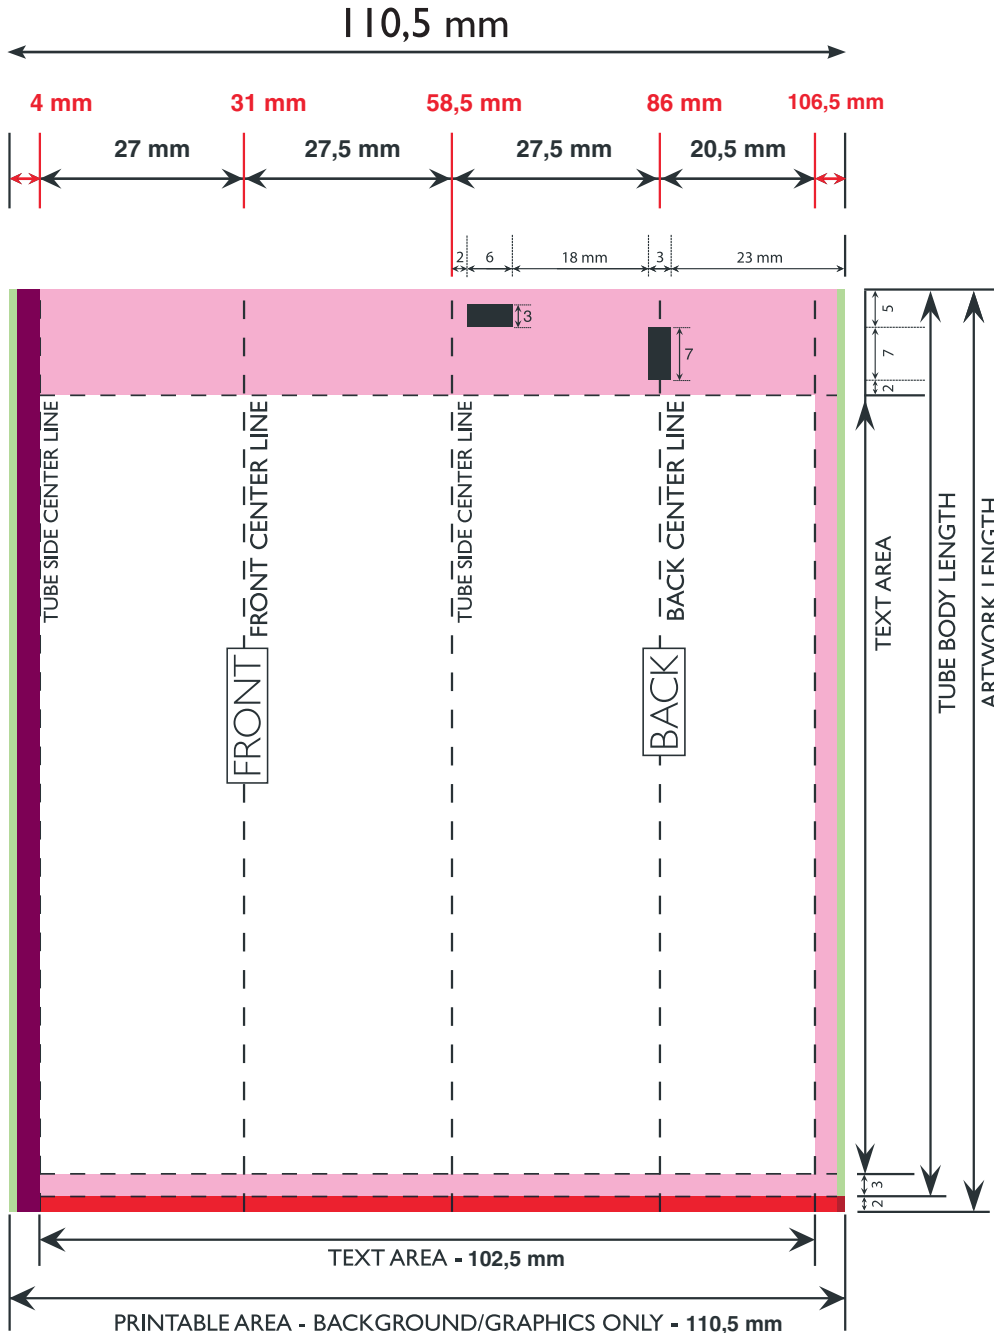 110,5 mm
4 mm 31 mm 58,5 mm 86 mm 106,5 mm
27 mm 27,5 mm 27,5 mm 20,5 mm
2 6 18 mm 3 23 mm
3
7
5
7
2
TUBE SIDE CENTER LINE
FRONT CENTER LINE
TUBE SIDE CENTER LINE
BACK CENTER LINE
FRONT
BACK
TEXT AREA
TUBE BODY LENGTH
ARTWORK LENGTH
3
2
TEXT AREA - 102,5 mm
PRINTABLE AREA - BACKGROUND/GRAPHICS ONLY - 110,5 mm